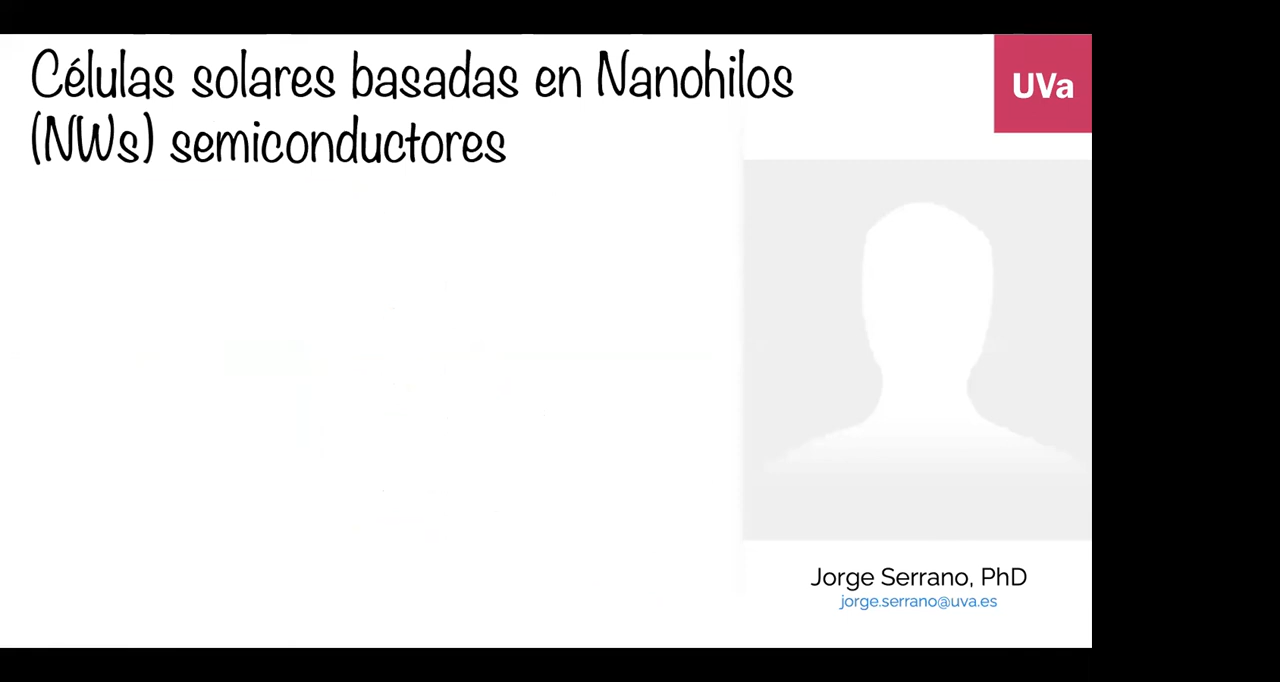 Células solares basadas en Nanohilos
(NWs) semiconductores
UVa
Jorge Serrano, PhD
jorge.serrano@uva.es